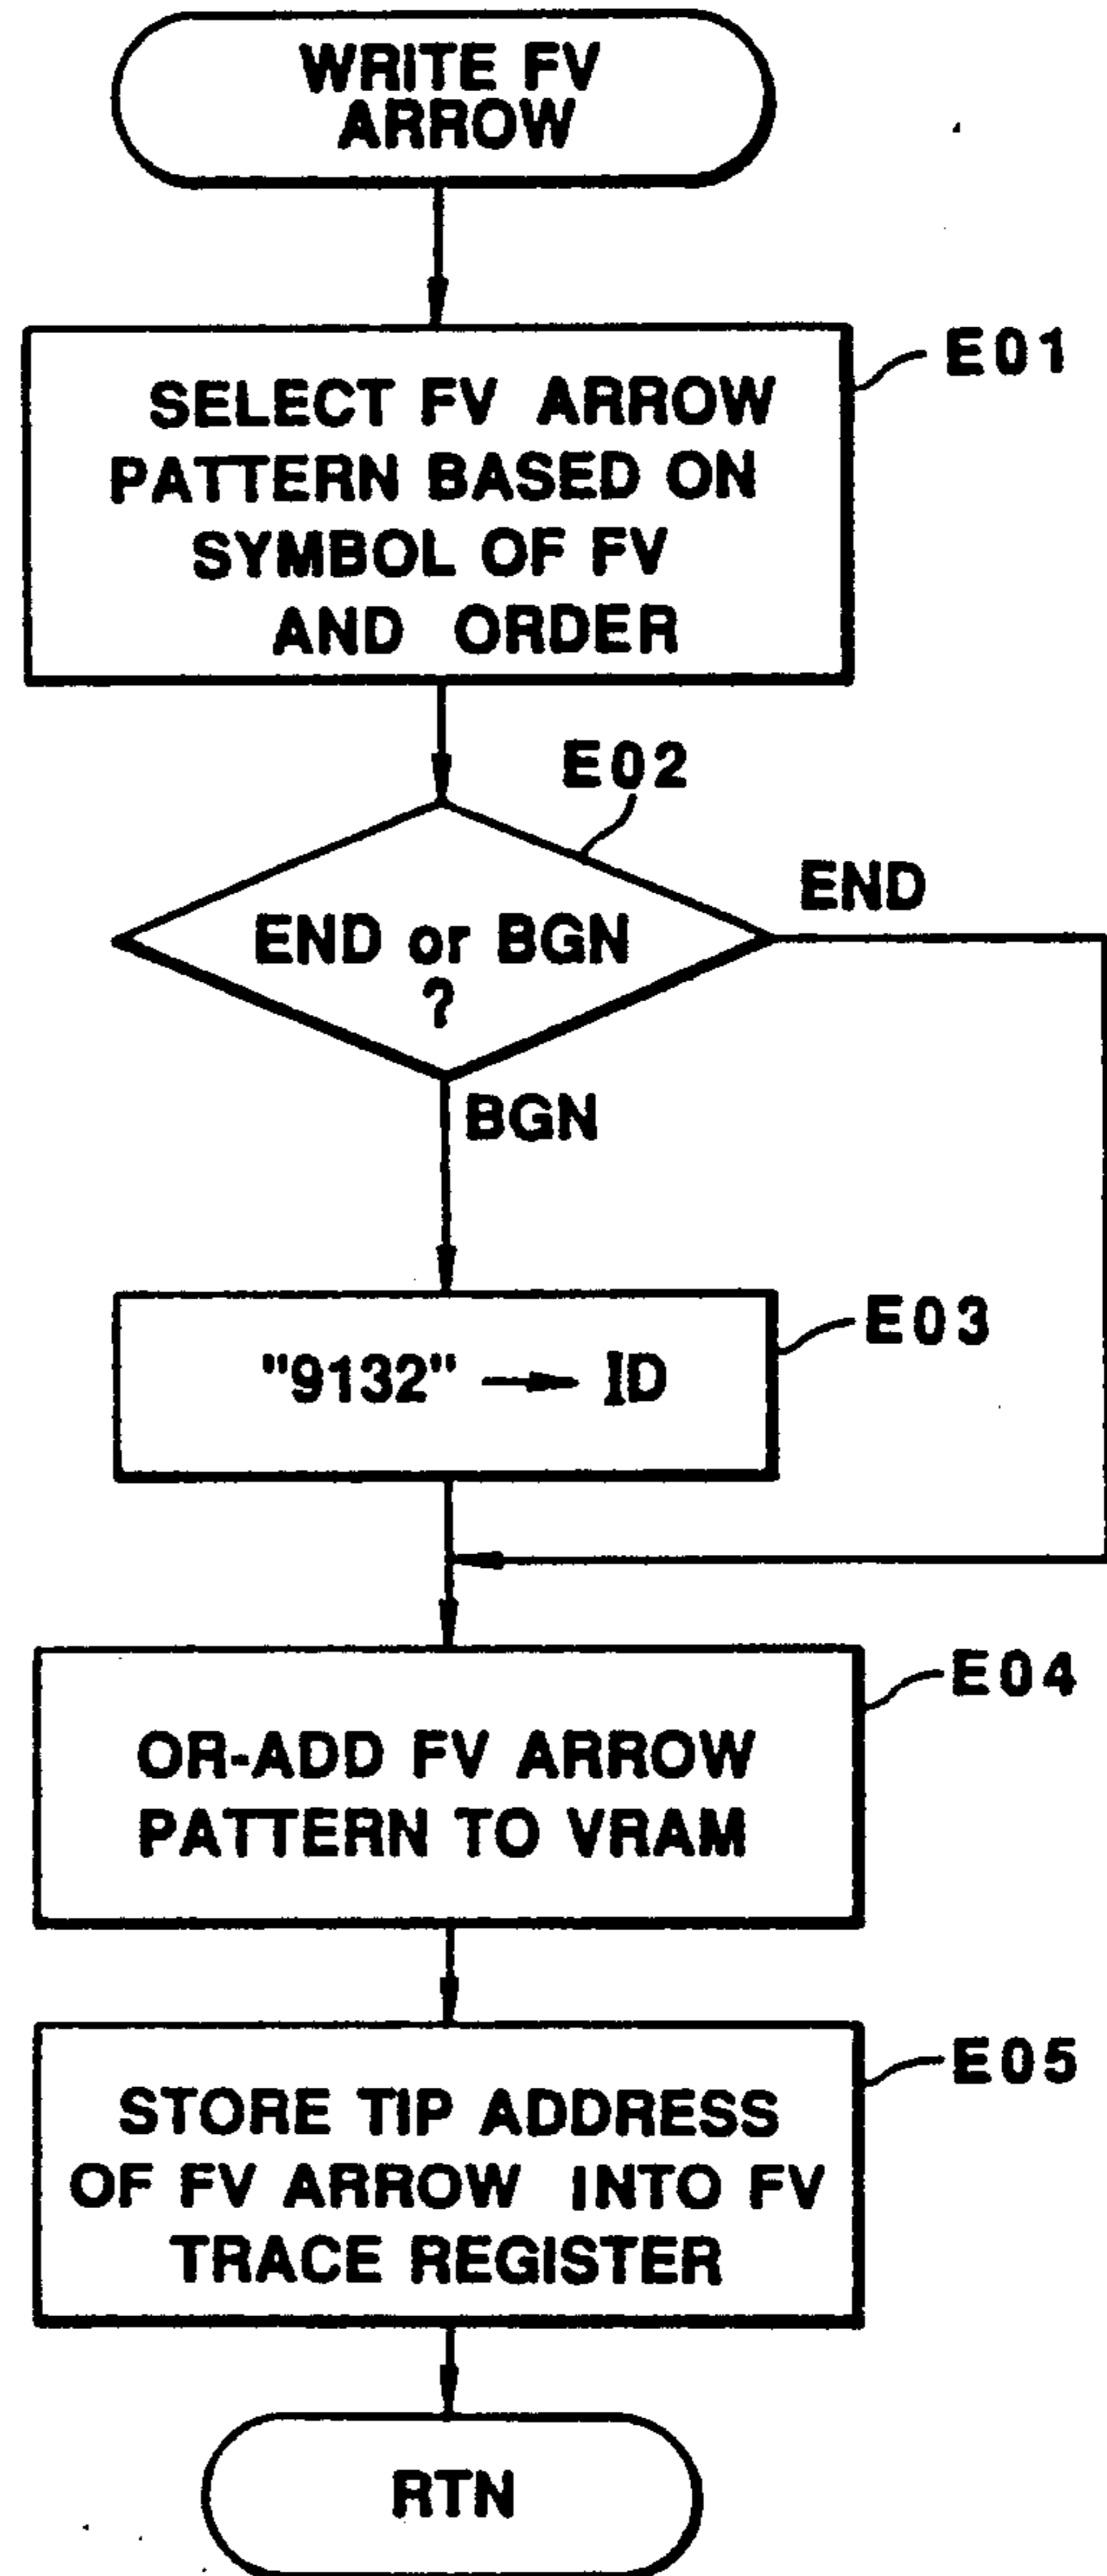 WRITE FV
ARROW
E01
SELECT FV ARROW
PATTERN BASED ON
SYMBOL OF FV
AND ORDER
E02
END
END or BGN
?
BGN
E03
"9132" → ID
E04
OR-ADD FV ARROW
PATTERN TO VRAM
E05
STORE TIP ADDRESS
OF FV ARROW INTO FV
TRACE REGISTER
RTN